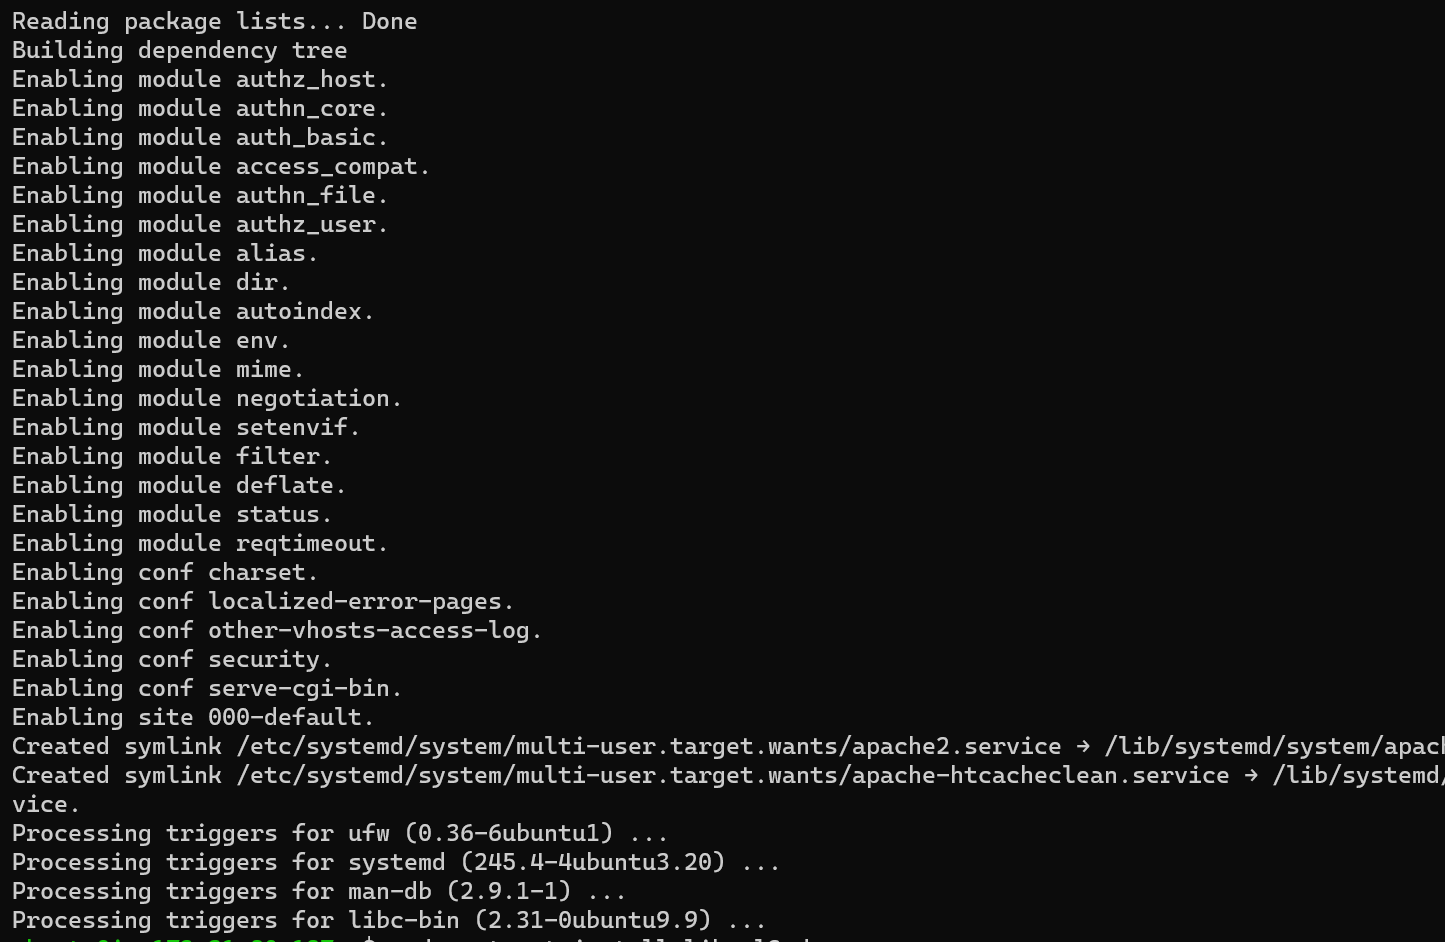 Reading package lists... Done
Building dependency tree
Enabling module authz_host.
Enabling module authn_core.
Enabling module auth_basic.
Enabling module access_compat.
Enabling module authn_file.
Enabling module authz_user.
Enabling module alias.
Enabling module dir.
Enabling module autoindex.
Enabling module env.
Enabling module mime.
Enabling module negotiation.
Enabling module setenvif.
Enabling module filter.
Enabling module deflate.
Enabling module status.
Enabling module reqtimeout.
Enabling conf charset.
Enabling conf localized-error-pages.
Enabling conf other-vhosts-access-log.
Enabling conf security.
Enabling conf serve-cgi-bin.
Enabling site 000-default.
Created symlink /etc/systemd/system/multi-user.target.wants/apache2.service → /lib/systemd/system/apach
Created symlink /etc/systemd/system/multi-user.target.wants/apache-htcacheclean.service → /lib/systemd/
vice.
Processing triggers for ufw (0.36-6ubuntu1) ...
Processing triggers for systemd (245.4-4ubuntu3.20) ...
Processing triggers for man-db (2.9.1-1) ...
Processing triggers for libc-bin (2.31-0ubuntu9.9) ...